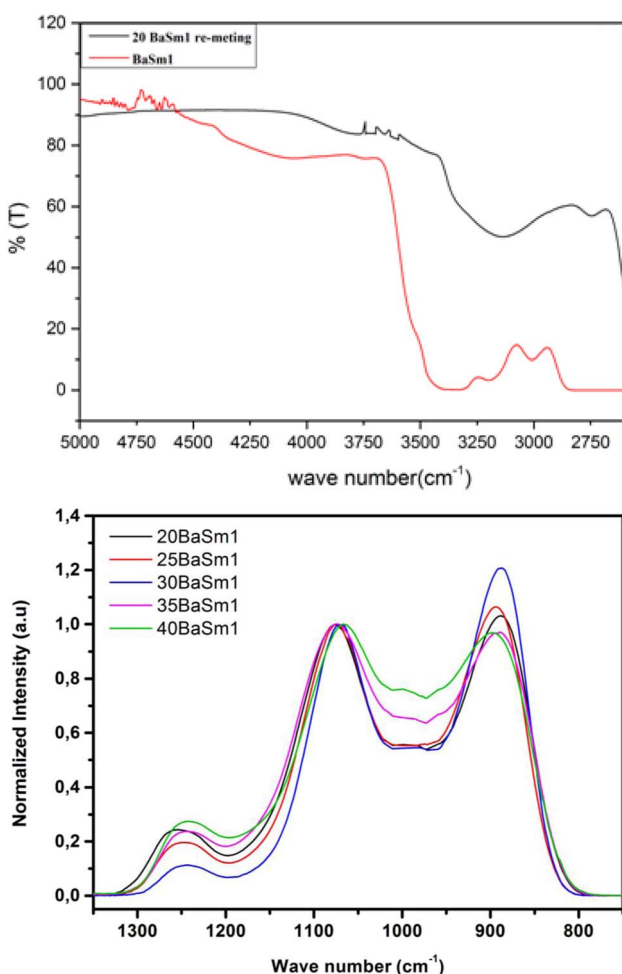 120
100
80
60
40
20
0
% (T)
20 BaSm1 re-meting
BaSm1
5000 4750 4500 4250 4000 3750 3500 3250 3000 2750
wave number(cm⁻¹)
1,4
1,2
1,0
0,8
0,6
0,4
0,2
0,0
Normalized Intensity (a.u)
20BaSm1
25BaSm1
30BaSm1
35BaSm1
40BaSm1
1300 1200 1100 1000 900 800
Wave number (cm⁻¹)